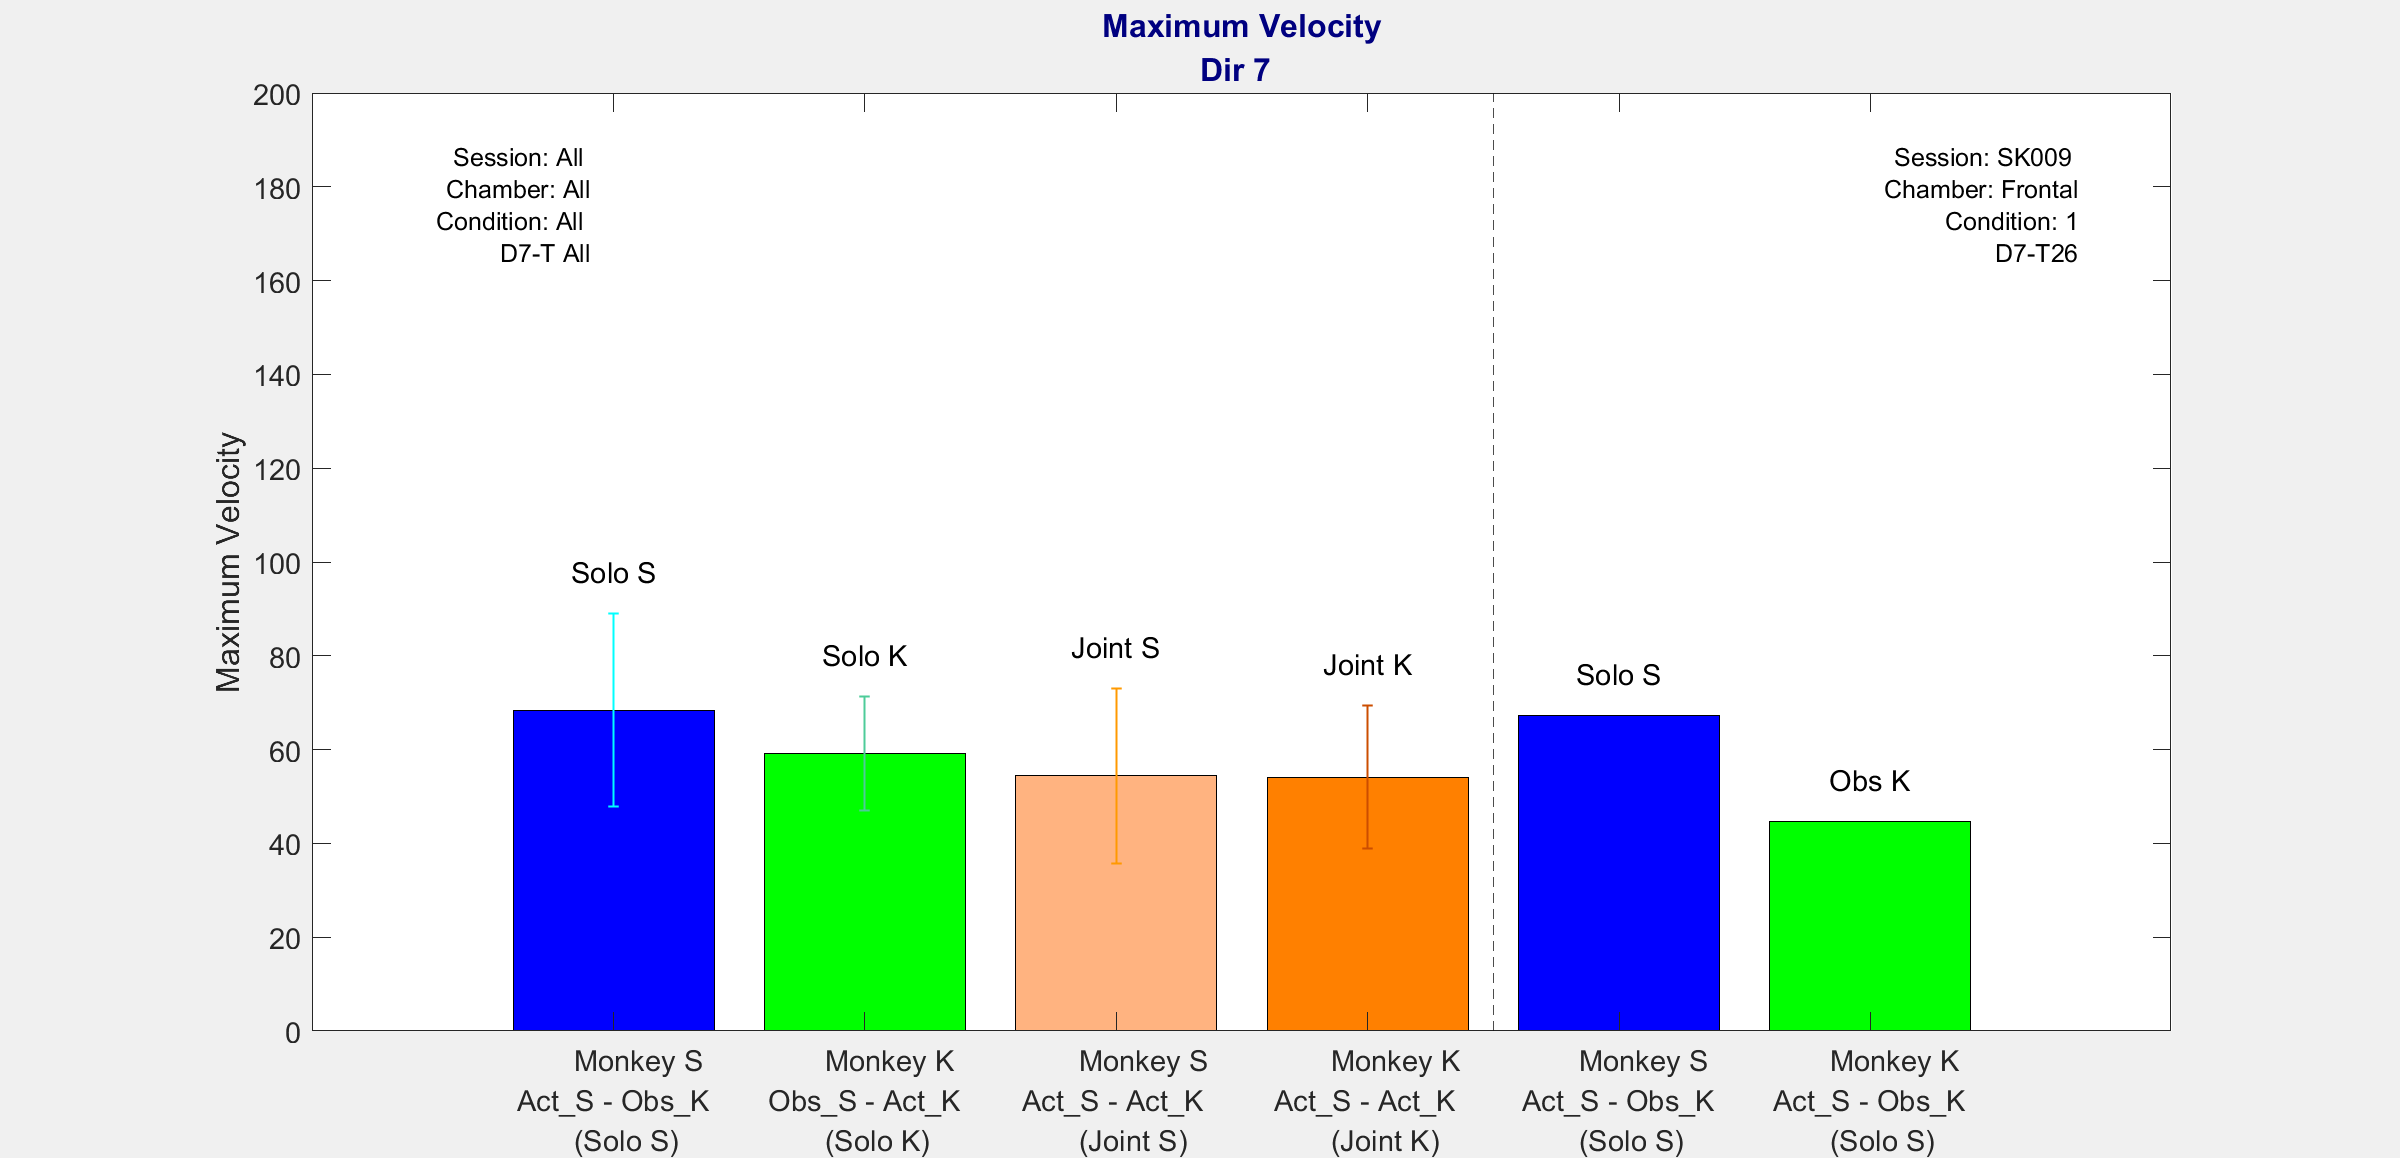 Maximum Velocity
Dir 7
Session: All
Chamber: All
Condition: All
D7-T All
Session: SK009
Chamber: Frontal
Condition: 1
D7-T26
Maximum Velocity
200
180
160
140
120
100
80
60
40
20
0
Solo S
Solo K
Joint S
Joint K
Solo S
Obs K
Monkey S
Act_S - Obs_K
(Solo S)
Monkey K
Obs_S - Act_K
(Solo K)
Monkey S
Act_S - Act_K
(Joint S)
Monkey K
Act_S - Act_K
(Joint K)
Monkey S
Act_S - Obs_K
(Solo S)
Monkey K
Act_S - Obs_K
(Solo S)